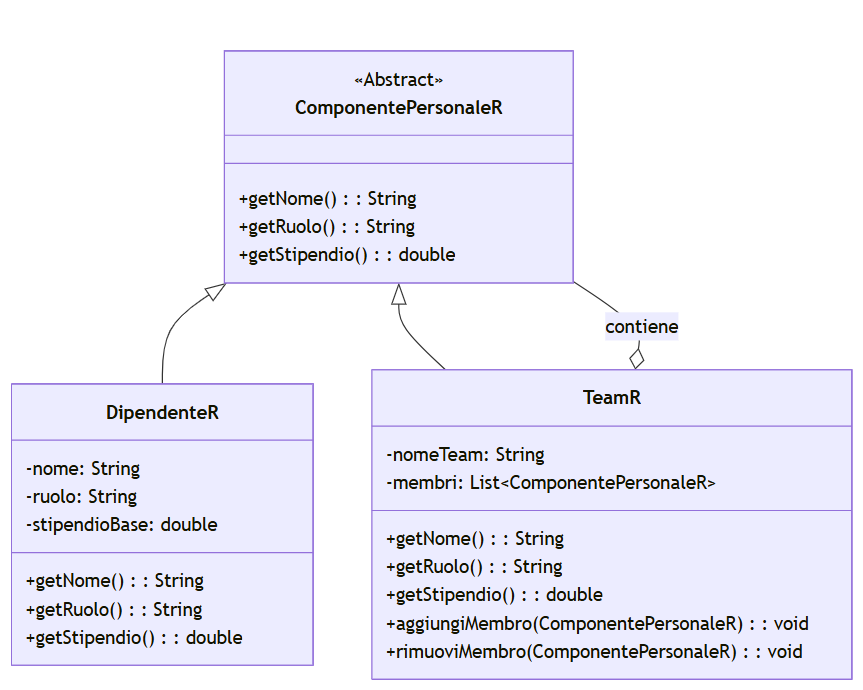 «Abstract»
ComponentePersonaleR
+getNome() : : String
+getRuolo() : : String
+getStipendio() : : double
contiene
DipendenteR
-nome: String
-ruolo: String
-stipendioBase: double
+getNome() : : String
+getRuolo() : : String
+getStipendio() : : double
TeamR
-nomeTeam: String
-membri: List<ComponentePersonaleR>
+getNome() : : String
+getRuolo() : : String
+getStipendio() : : double
+aggiungiMembro(ComponentePersonaleR) : : void
+rimuoviMembro(ComponentePersonaleR) : : void